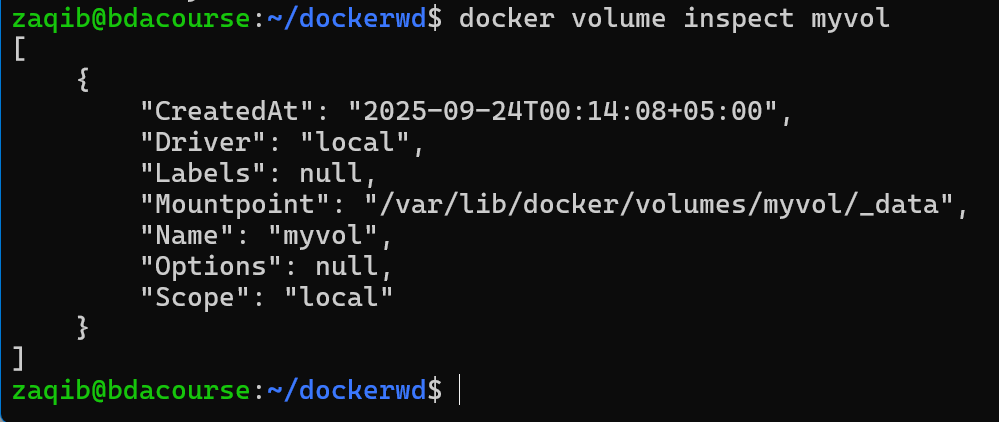 zaqib@bdacourse:~/dockerwd$ docker volume inspect myvol
[
    {
        "CreatedAt": "2025-09-24T00:14:08+05:00",
        "Driver": "local",
        "Labels": null,
        "Mountpoint": "/var/lib/docker/volumes/myvol/_data",
        "Name": "myvol",
        "Options": null,
        "Scope": "local"
    }
]
zaqib@bdacourse:~/dockerwd$